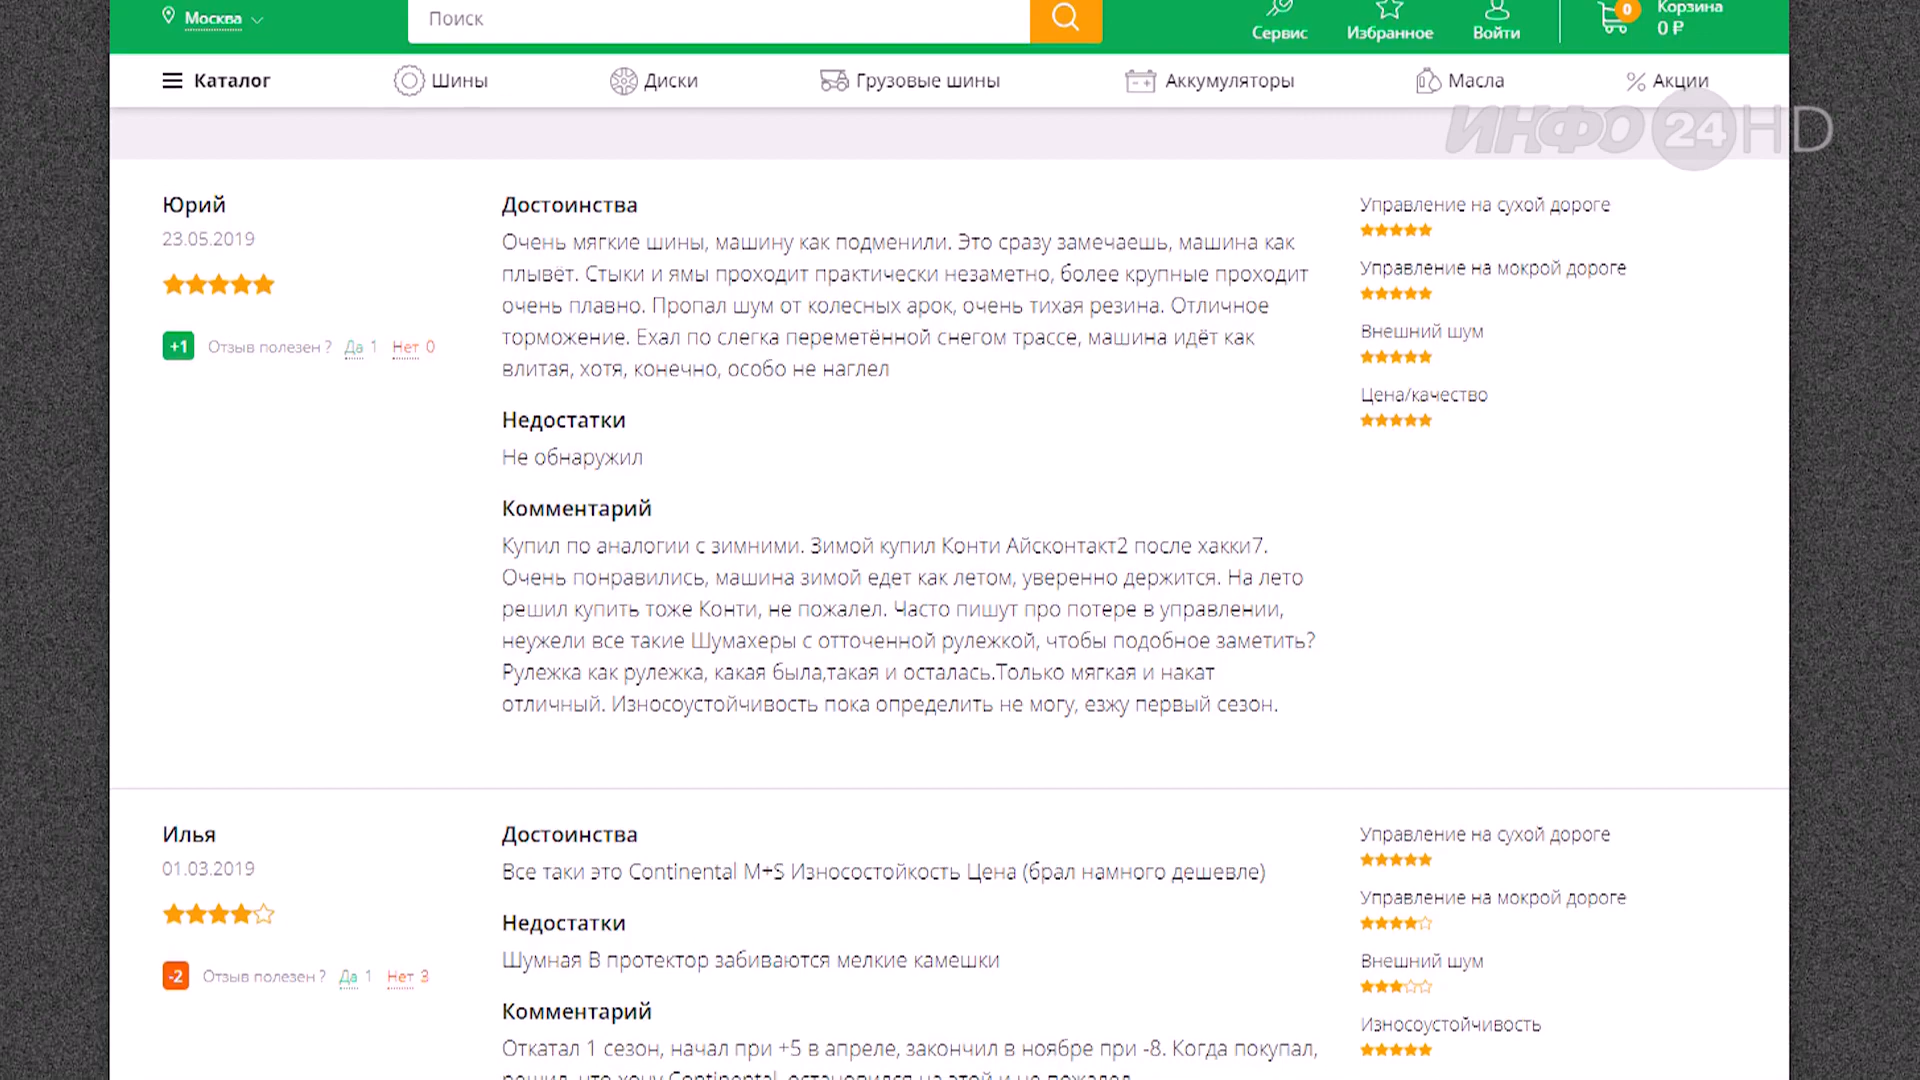 Москва
Поиск
Сервис
Избранное
Войти
0
Корзина
0 ₽
Каталог
Шины
Диски
Грузовые шины
Аккумуляторы
Масла
Акции
ИНФО 24 HD
Юрий
23.05.2019
+1 Отзыв полезен ? Да 1 Нет 0
Достоинства
Очень мягкие шины, машину как подменили. Это сразу замечаешь, машина как
плывёт. Стыки и ямы проходит практически незаметно, более крупные проходит
очень плавно. Пропал шум от колесных арок, очень тихая резина. Отличное
торможение. Ехал по слегка переметённой снегом трассе, машина идёт как
влитая, хотя, конечно, особо не наглел
Недостатки
Не обнаружил
Комментарий
Купил по аналогии с зимними. Зимой купил Конти Айсконтакт2 после хакки7.
Очень понравились, машина зимой едет как летом, уверенно держится. На лето
решил купить тоже Конти, не пожалел. Часто пишут про потере в управлении,
неужели все такие Шумахеры с отточенной рулежкой, чтобы подобное заметить?
Рулежка как рулежка, какая была,такая и осталась.Только мягкая и накат
отличный. Износоустойчивость пока определить не могу, езжу первый сезон.
Управление на сухой дороге
Управление на мокрой дороге
Внешний шум
Цена/качество
Илья
01.03.2019
-2 Отзыв полезен ? Да 1 Нет 3
Достоинства
Все таки это Continental M+S Износостойкость Цена (брал намного дешевле)
Недостатки
Шумная В протектор забиваются мелкие камешки
Комментарий
Откатал 1 сезон, начал при +5 в апреле, закончил в ноябре при -8. Когда покупал,
решил, что хочу Continental, остановился на этой и не пожалел
Управление на сухой дороге
Управление на мокрой дороге
Внешний шум
Износоустойчивость